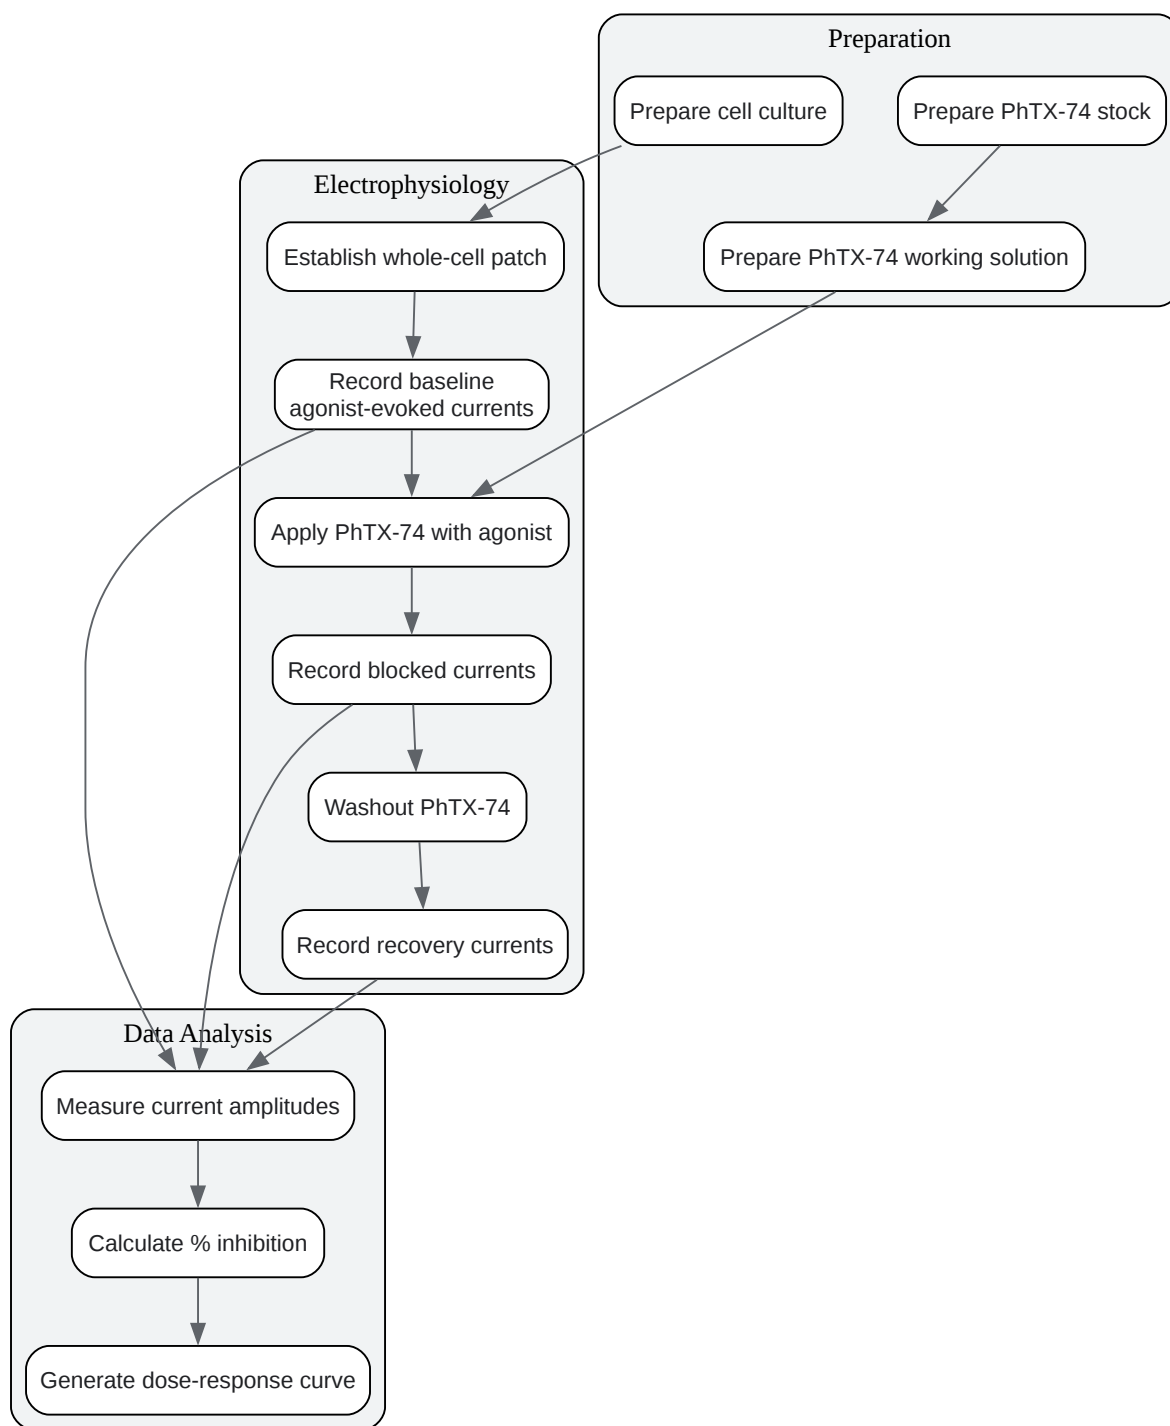 Preparation
Prepare cell culture
Prepare PhTX-74 stock
Electrophysiology
Establish whole-cell patch
Prepare PhTX-74 working solution
Record baseline
agonist-evoked currents
Apply PhTX-74 with agonist
Record blocked currents
Washout PhTX-74
Record recovery currents
Data Analysis
Measure current amplitudes
Calculate % inhibition
Generate dose-response curve